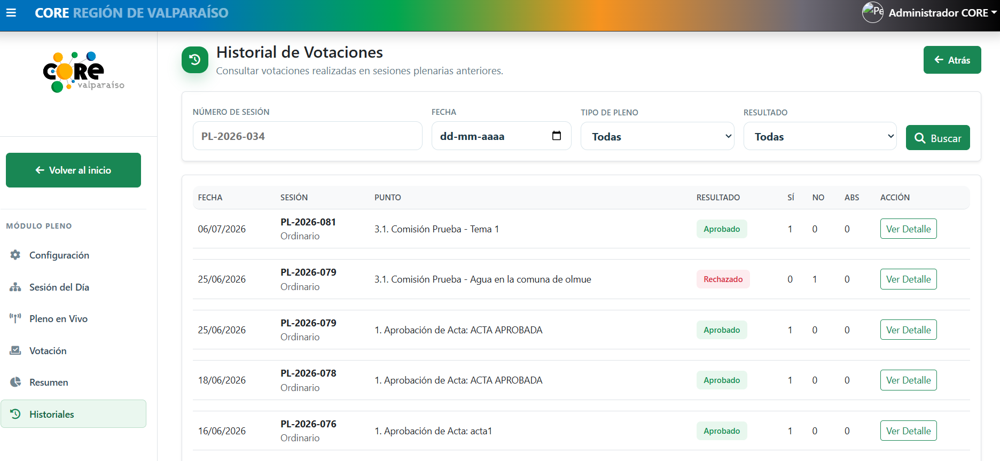 CORE REGIÓN DE VALPARAÍSO
Pe
Administrador CORE
CORE
valparaíso
Volver al inicio
MÓDULO PLENO
Configuración
Sesión del Día
Pleno en Vivo
Votación
Resumen
Historiales
Historial de Votaciones
Consultar votaciones realizadas en sesiones plenarias anteriores.
Atrás
NÚMERO DE SESIÓN FECHA TIPO DE PLENO RESULTADO
PL-2026-034 dd-mm-aaaa Todas Todas Buscar
FECHA SESIÓN PUNTO RESULTADO SÍ NO ABS ACCIÓN
06/07/2026 PL-2026-081 Ordinario 3.1. Comisión Prueba - Tema 1 Aprobado 1 0 0 Ver Detalle
25/06/2026 PL-2026-079 Ordinario 3.1. Comisión Prueba - Agua en la comuna de olmue Rechazado 0 1 0 Ver Detalle
25/06/2026 PL-2026-079 Ordinario 1. Aprobación de Acta: ACTA APROBADA Aprobado 1 0 0 Ver Detalle
18/06/2026 PL-2026-078 Ordinario 1. Aprobación de Acta: ACTA APROBADA Aprobado 1 0 0 Ver Detalle
16/06/2026 PL-2026-076 Ordinario 1. Aprobación de Acta: acta1 Aprobado 1 0 0 Ver Detalle